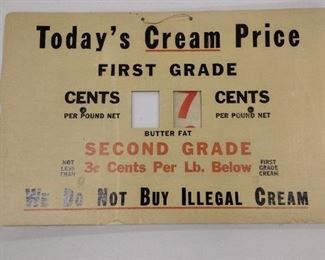 Today's Cream Price
FIRST GRADE
CENTS 7 CENTS
PER POUND NET PER POUND NET
BUTTER FAT
SECOND GRADE
NOT LESS THAN 3¢ Cents Per Lb. Below FIRST GRADE CREAM
We Do Not Buy Illegal Cream